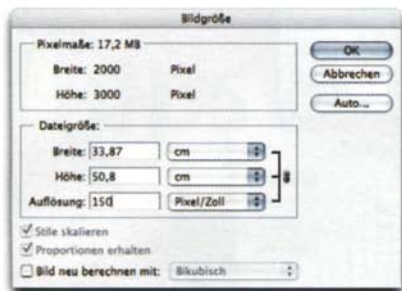 Bildgröße
Pixelmaße: 17,2 MB
Breite: 2000 Pixel
Höhe: 3000 Pixel
OK
Abbrechen
Auto...
Dateigröße:
Breite: 33,87 cm
Höhe: 50,8 cm
Auflösung: 150 Pixel/Zoll
Stile skalieren
Proportionen erhalten
Bild neu berechnen mit: Bikubisch